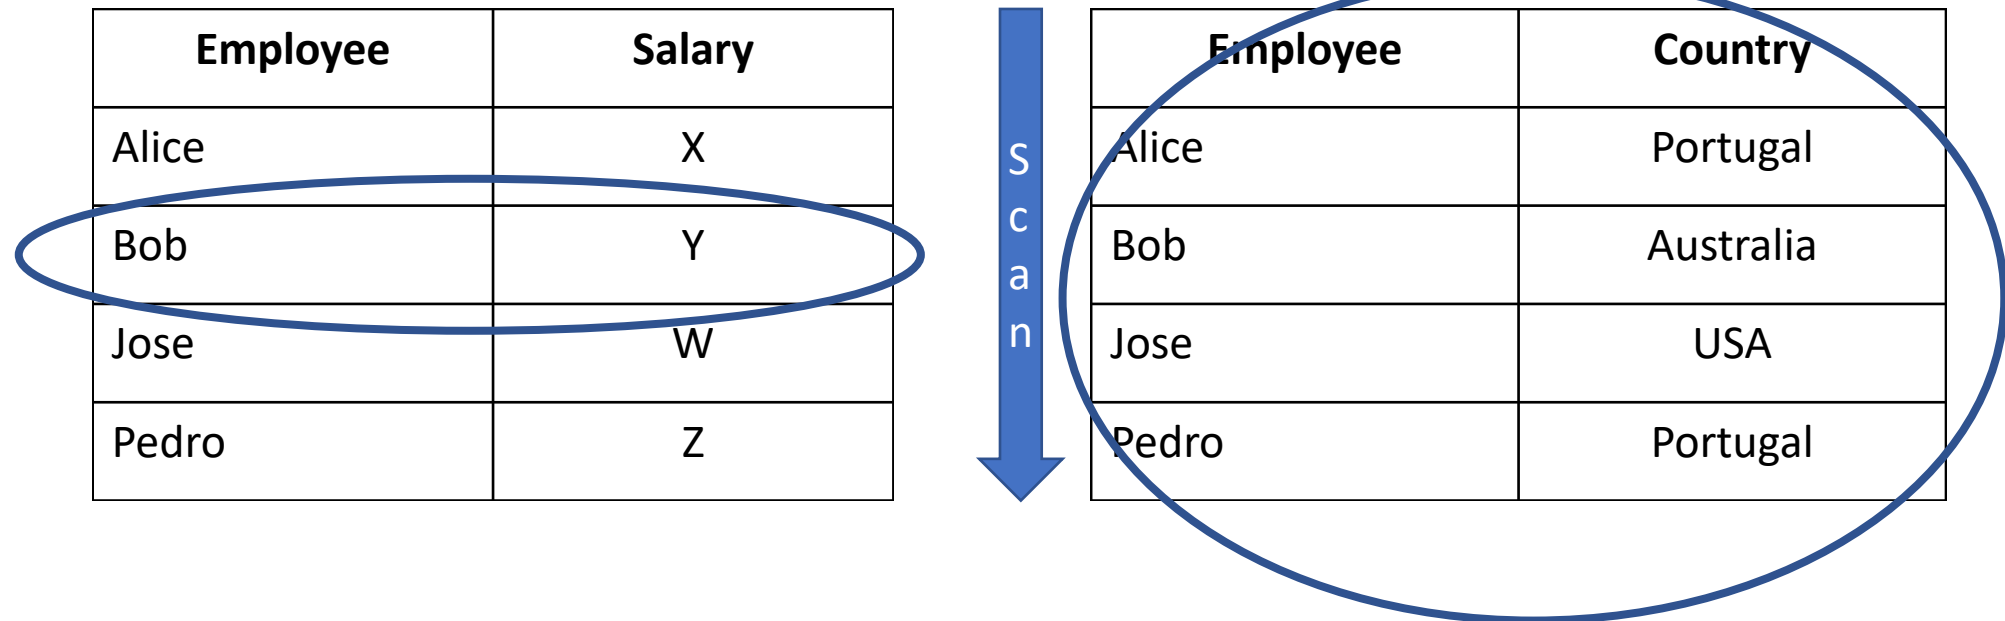 Employee Salary
Alice X
Bob Y
Jose W
Pedro Z
Scan
Employee Country
Alice Portugal
Bob Australia
Jose USA
Pedro Portugal